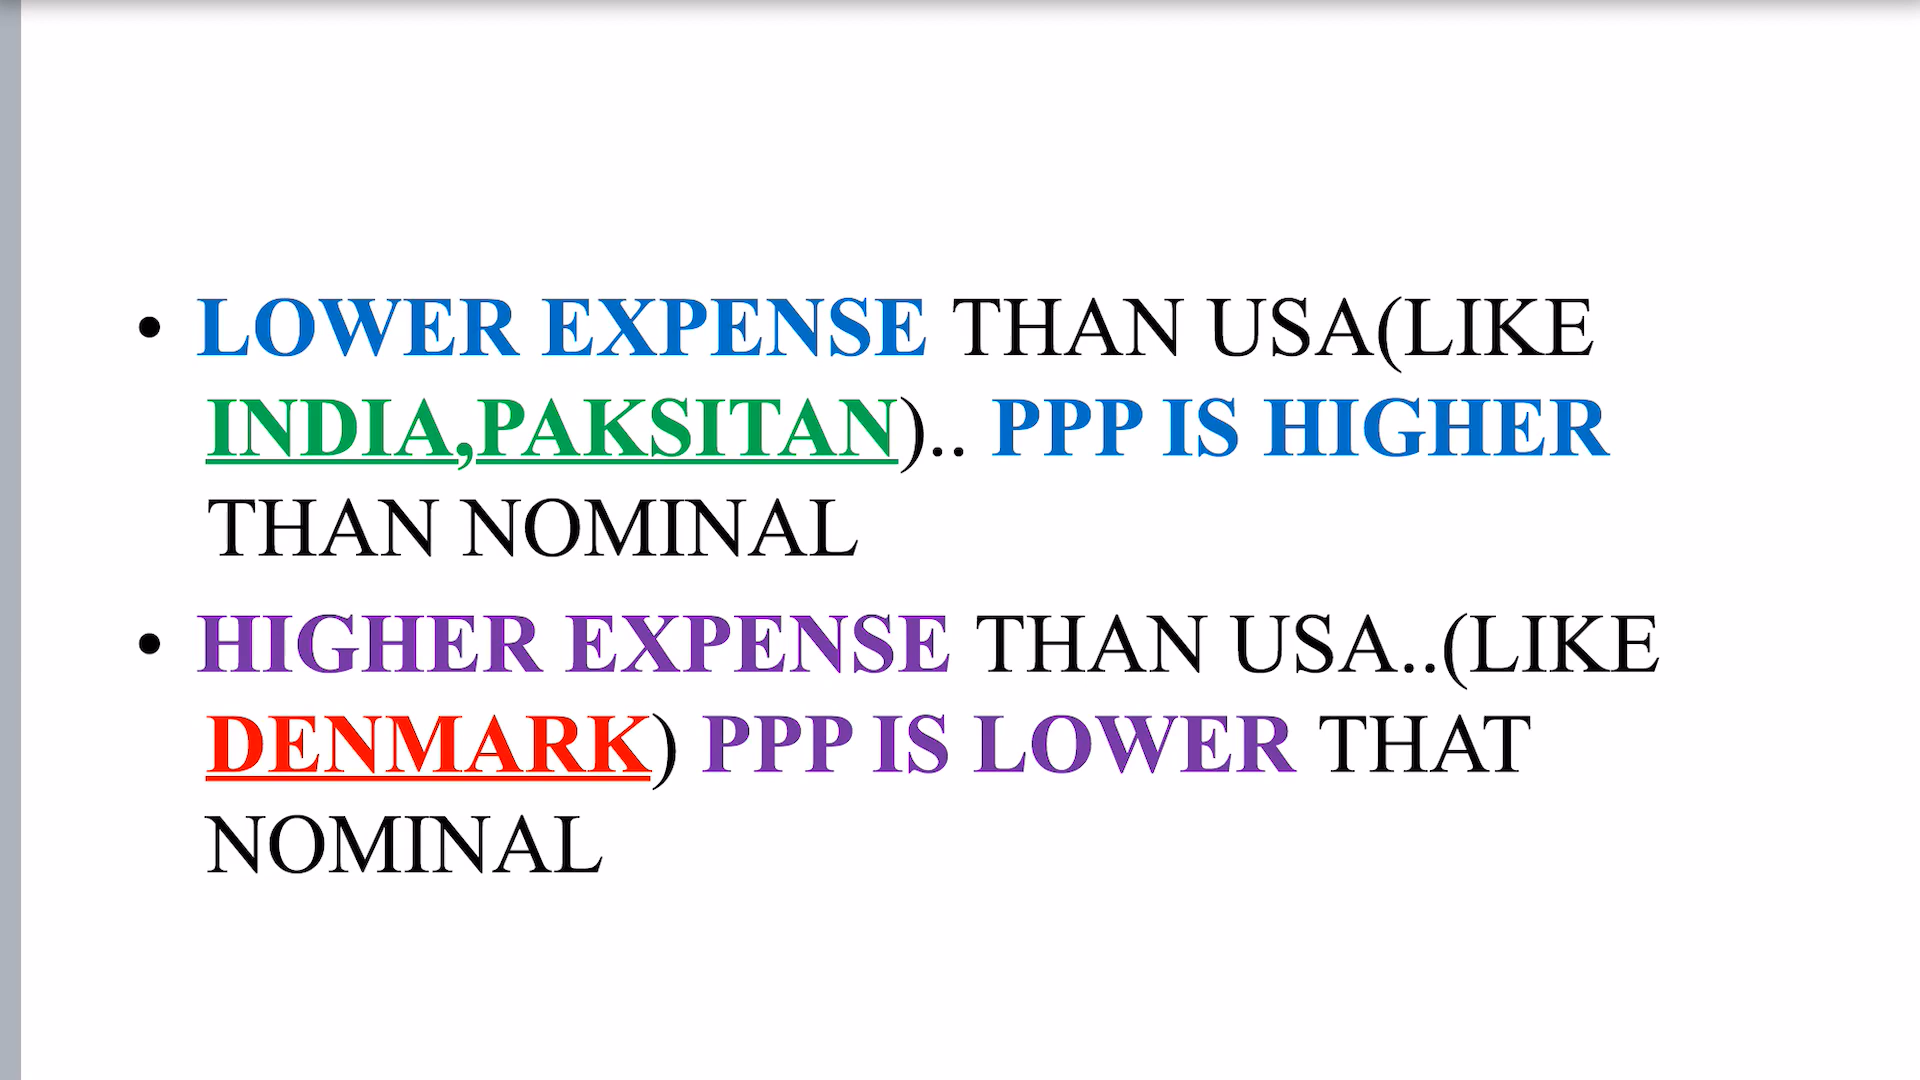 • LOWER EXPENSE THAN USA(LIKE
INDIA,PAKSITAN).. PPP IS HIGHER
THAN NOMINAL
• HIGHER EXPENSE THAN USA..(LIKE
DENMARK) PPP IS LOWER THAT
NOMINAL